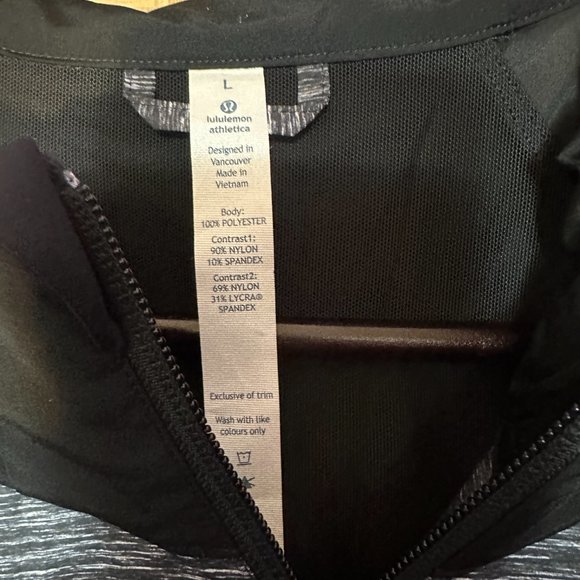 L
lululemon
athletica
Designed in
Vancouver
Made in
Vietnam
Body:
100% POLYESTER
Contrast1:
90% NYLON
10% SPANDEX
Contrast2:
69% NYLON
31% LYCRA®
SPANDEX
Exclusive of trim
Wash with like
colours only